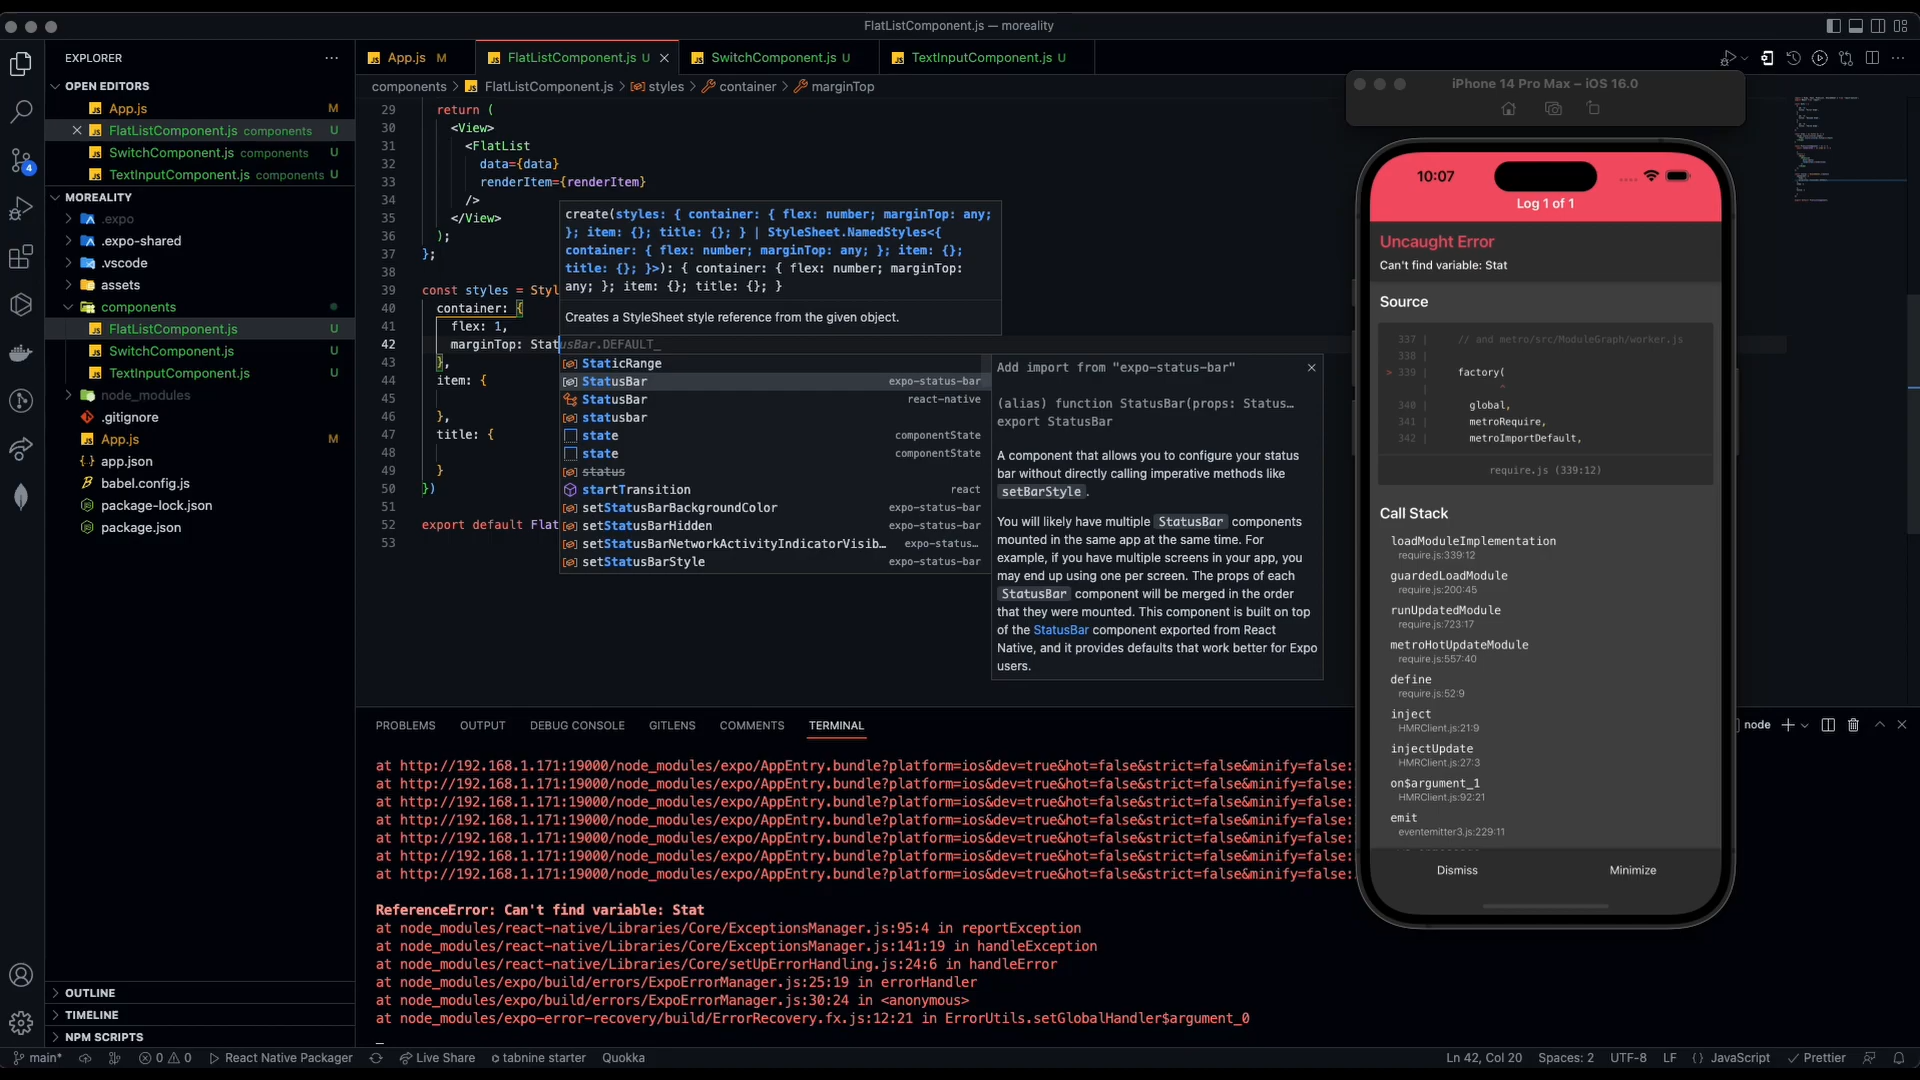 FlatListComponent.js — moreality
EXPLORER
OPEN EDITORS
App.js M
FlatListComponent.js components U
SwitchComponent.js components U
TextInputComponent.js components U
MOREALITY
.expo
.expo-shared
.vscode
assets
components
FlatListComponent.js U
SwitchComponent.js U
TextInputComponent.js U
node_modules
.gitignore
App.js M
app.json
babel.config.js
package-lock.json
package.json
OUTLINE
TIMELINE
NPM SCRIPTS
4
App.js M
FlatListComponent.js U
SwitchComponent.js U
TextInputComponent.js U
components > FlatListComponent.js > styles > container > marginTop
29 return (
30 <View>
31 <FlatList
32 data={data}
33 renderItem={renderItem}
34 />
35 </View>
36 );
37 };
38
39 const styles = Styl
40 container: {
41 flex: 1,
42 marginTop: StatusBar.DEFAULT_
43 },
44 item: {
45
46 },
47 title: {
48
49 }
50 })
51
52 export default Flat
53
create(styles: { container: { flex: number; marginTop: any;
}; item: {}; title: {}; } | StyleSheet.NamedStyles<{
container: { flex: number; marginTop: any; }; item: {};
title: {}; }>): { container: { flex: number; marginTop:
any; }; item: {}; title: {}; }
Creates a StyleSheet style reference from the given object.
StaticRange
StatusBar expo-status-bar
StatusBar react-native
statusbar
state componentState
state componentState
status
startTransition react
setStatusBarBackgroundColor expo-status-bar
setStatusBarHidden expo-status-bar
setStatusBarNetworkActivityIndicatorVisib… expo-status…
setStatusBarStyle expo-status-bar
Add import from "expo-status-bar"
(alias) function StatusBar(props: Status…
export StatusBar
A component that allows you to configure your status
bar without directly calling imperative methods like
setBarStyle .
You will likely have multiple StatusBar components
mounted in the same app at the same time. For
example, if you have multiple screens in your app, you
may end up using one per screen. The props of each
StatusBar component will be merged in the order
that they were mounted. This component is built on top
of the StatusBar component exported from React
Native, and it provides defaults that work better for Expo
users.
PROBLEMS OUTPUT DEBUG CONSOLE GITLENS COMMENTS TERMINAL
node
at http://192.168.1.171:19000/node_modules/expo/AppEntry.bundle?platform=ios&dev=true&hot=false&strict=false&minify=false:
at http://192.168.1.171:19000/node_modules/expo/AppEntry.bundle?platform=ios&dev=true&hot=false&strict=false&minify=false:
at http://192.168.1.171:19000/node_modules/expo/AppEntry.bundle?platform=ios&dev=true&hot=false&strict=false&minify=false:
at http://192.168.1.171:19000/node_modules/expo/AppEntry.bundle?platform=ios&dev=true&hot=false&strict=false&minify=false:
at http://192.168.1.171:19000/node_modules/expo/AppEntry.bundle?platform=ios&dev=true&hot=false&strict=false&minify=false:
at http://192.168.1.171:19000/node_modules/expo/AppEntry.bundle?platform=ios&dev=true&hot=false&strict=false&minify=false:
at http://192.168.1.171:19000/node_modules/expo/AppEntry.bundle?platform=ios&dev=true&hot=false&strict=false&minify=false:
ReferenceError: Can't find variable: Stat
at node_modules/react-native/Libraries/Core/ExceptionsManager.js:95:4 in reportException
at node_modules/react-native/Libraries/Core/ExceptionsManager.js:141:19 in handleException
at node_modules/react-native/Libraries/Core/setUpErrorHandling.js:24:6 in handleError
at node_modules/expo/build/errors/ExpoErrorManager.js:25:19 in errorHandler
at node_modules/expo/build/errors/ExpoErrorManager.js:30:24 in <anonymous>
at node_modules/expo-error-recovery/build/ErrorRecovery.fx.js:12:21 in ErrorUtils.setGlobalHandler$argument_0
iPhone 14 Pro Max – iOS 16.0
10:07
Log 1 of 1
Uncaught Error
Can't find variable: Stat
Source
337 | // and metro/src/ModuleGraph/worker.js
338 |
> 339 | factory(
| ^
340 | global,
341 | metroRequire,
342 | metroImportDefault,
require.js (339:12)
Call Stack
loadModuleImplementation
require.js:339:12
guardedLoadModule
require.js:200:45
runUpdatedModule
require.js:723:17
metroHotUpdateModule
require.js:557:40
define
require.js:52:9
inject
HMRClient.js:21:9
injectUpdate
HMRClient.js:27:3
on$argument_1
HMRClient.js:92:21
emit
eventemitter3.js:229:11
Dismiss Minimize
main* 0 0 React Native Packager Live Share tabnine starter Quokka
Ln 42, Col 20 Spaces: 2 UTF-8 LF {} JavaScript Prettier